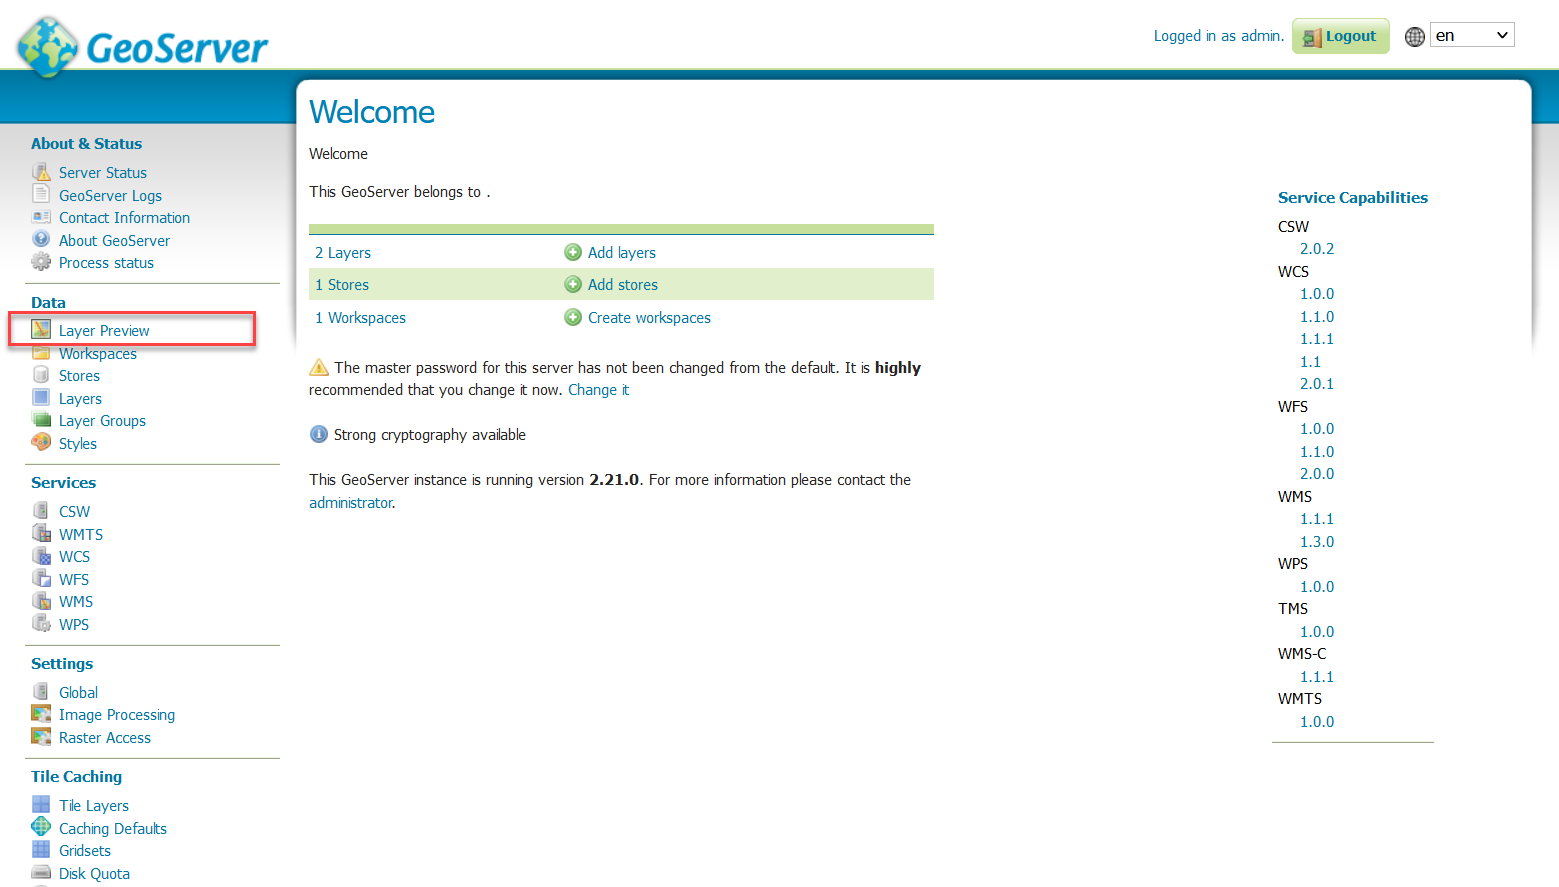 GeoServer
Logged in as admin.
Logout
en
About & Status
Server Status
GeoServer Logs
Contact Information
About GeoServer
Process status
Data
Layer Preview
Workspaces
Stores
Layers
Layer Groups
Styles
Services
CSW
WMTS
WCS
WFS
WMS
WPS
Settings
Global
Image Processing
Raster Access
Tile Caching
Tile Layers
Caching Defaults
Gridsets
Disk Quota
Welcome
Welcome
This GeoServer belongs to .
2 Layers Add layers
1 Stores Add stores
1 Workspaces Create workspaces
The master password for this server has not been changed from the default. It is highly
recommended that you change it now. Change it
Strong cryptography available
This GeoServer instance is running version 2.21.0. For more information please contact the
administrator.
Service Capabilities
CSW
2.0.2
WCS
1.0.0
1.1.0
1.1.1
1.1
2.0.1
WFS
1.0.0
1.1.0
2.0.0
WMS
1.1.1
1.3.0
WPS
1.0.0
TMS
1.0.0
WMS-C
1.1.1
WMTS
1.0.0